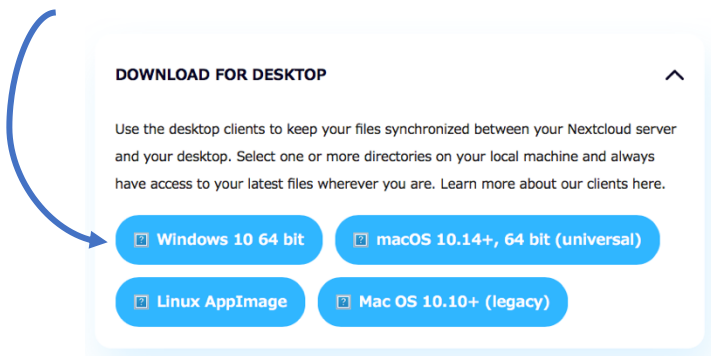 DOWNLOAD FOR DESKTOP
Use the desktop clients to keep your files synchronized between your Nextcloud server
and your desktop. Select one or more directories on your local machine and always
have access to your latest files wherever you are. Learn more about our clients here.
? Windows 10 64 bit ? macOS 10.14+, 64 bit (universal)
? Linux AppImage ? Mac OS 10.10+ (legacy)